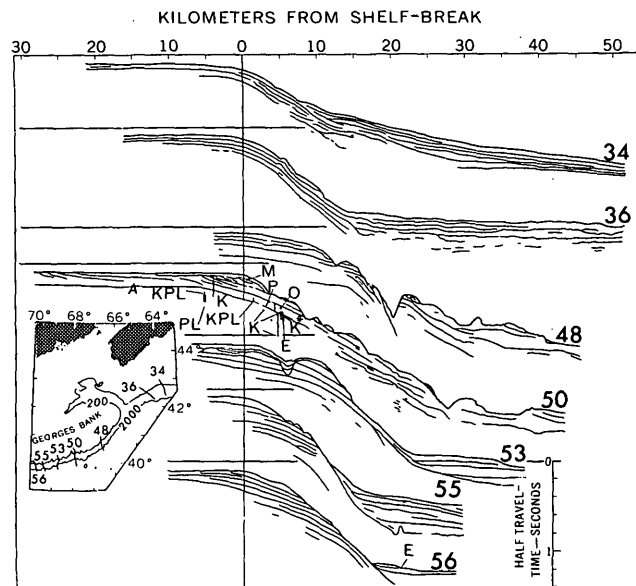 KILOMETERS FROM SHELF-BREAK
30 20 10 0 10 20 30 40 50
34
36
48
M
P
O
A KPL K
PL KPL K K
E
50
53
55
56
E
70° 68° 66° 64°
44°
36 34
200
2000
42°
GEORGES BANK
55 53 50 48
56
40°
0
1
HALF TRAVEL-
TIME—SECONDS